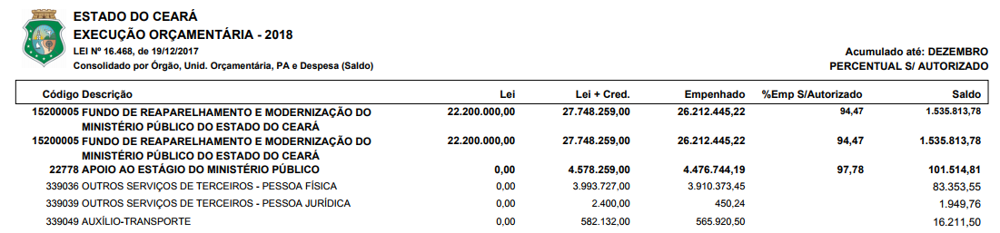 ESTADO DO CEARÁ
EXECUÇÃO ORÇAMENTÁRIA - 2018
LEI Nº 16.468, de 19/12/2017
Consolidado por Órgão, Unid. Orçamentária, PA e Despesa (Saldo)
Acumulado até: DEZEMBRO
PERCENTUAL S/ AUTORIZADO
Código Descrição Lei Lei + Cred. Empenhado %Emp S/Autorizado Saldo
15200005 FUNDO DE REAPARELHAMENTO E MODERNIZAÇÃO DO 22.200.000,00 27.748.259,00 26.212.445,22 94,47 1.535.813,78
MINISTÉRIO PÚBLICO DO ESTADO DO CEARÁ
15200005 FUNDO DE REAPARELHAMENTO E MODERNIZAÇÃO DO 22.200.000,00 27.748.259,00 26.212.445,22 94,47 1.535.813,78
MINISTÉRIO PÚBLICO DO ESTADO DO CEARÁ
22778 APOIO AO ESTÁGIO DO MINISTÉRIO PÚBLICO 0,00 4.578.259,00 4.476.744,19 97,78 101.514,81
339036 OUTROS SERVIÇOS DE TERCEIROS - PESSOA FÍSICA 0,00 3.993.727,00 3.910.373,45 83.353,55
339039 OUTROS SERVIÇOS DE TERCEIROS - PESSOA JURÍDICA 0,00 2.400,00 450,24 1.949,76
339049 AUXÍLIO-TRANSPORTE 0,00 582.132,00 565.920,50 16.211,50